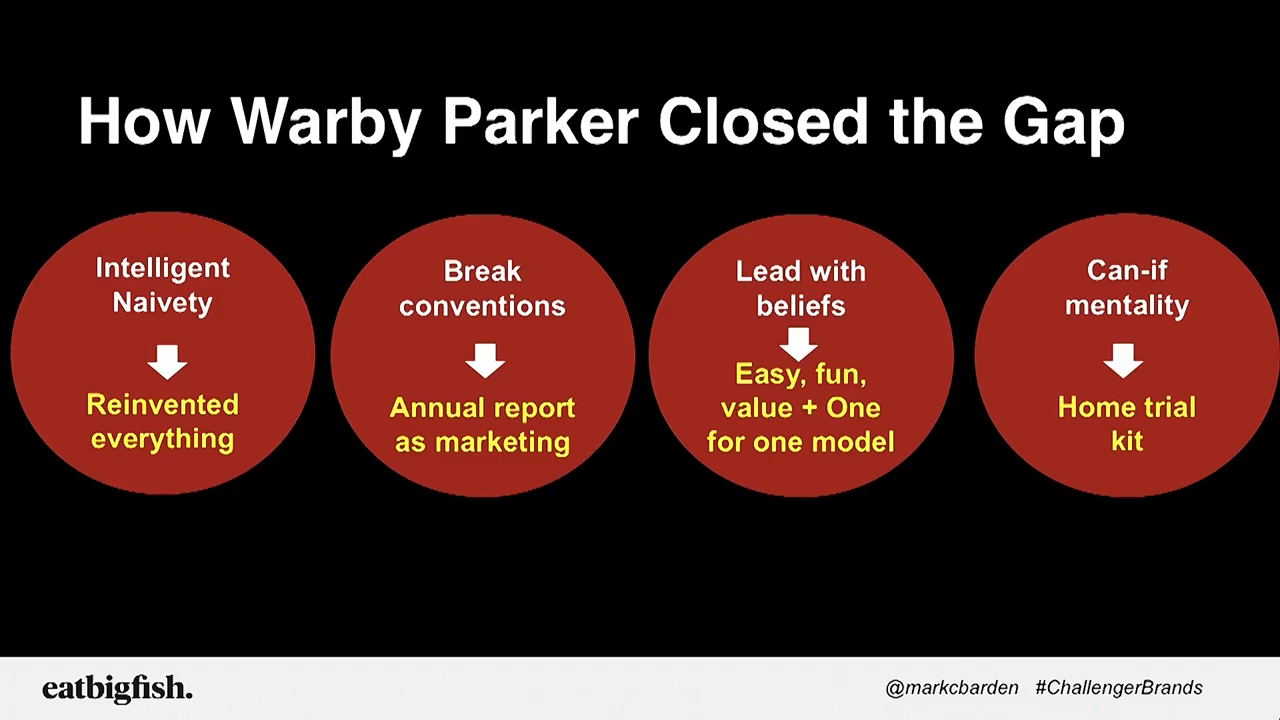 How Warby Parker Closed the Gap
Intelligent
Naivety
Reinvented
everything
Break
conventions
Annual report
as marketing
Lead with
beliefs
Easy, fun,
value + One
for one model
Can-if
mentality
Home trial
kit
eatbigfish.
@markcbarden #ChallengerBrands